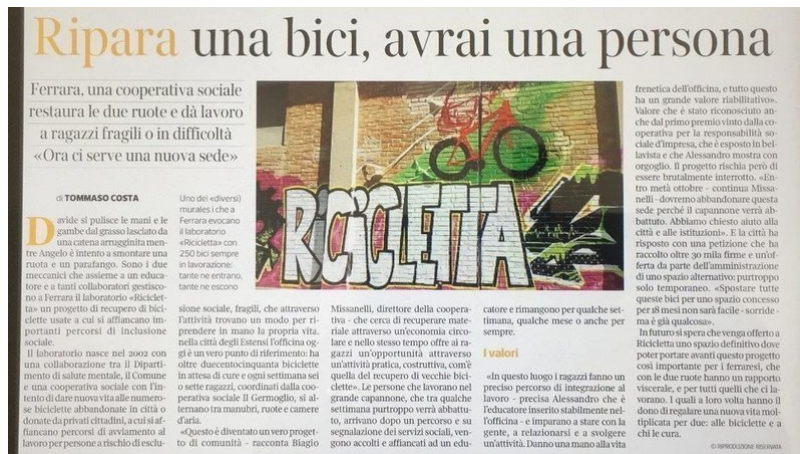 Ripara una bici, avrai una persona
Ferrara, una cooperativa sociale
restaura le due ruote e dà lavoro
a ragazzi fragili o in difficoltà
«Ora ci serve una nuova sede»
di TOMMASO COSTA
Davide si pulisce le mani e le
gambe dal grasso lasciato da
una catena arrugginita men-
tre Angelo è intento a smontare una
ruota e un parafango. Sono i due
meccanici che assieme a un educa-
tore e a tanti collaboratori gestisco-
no a Ferrara il laboratorio «Riciclet-
ta» un progetto di recupero di bici-
clette usate a cui si affiancano im-
portanti percorsi di inclusione
sociale.
Il laboratorio nasce nel 2002 con
una collaborazione tra il Diparti-
mento di salute mentale, il Comune
e una cooperativa sociale con l'in-
tento di dare nuova vita alle numero-
se biciclette abbandonate in città o
donate da privati cittadini, a cui si af-
fiancano percorsi di avviamento al
lavoro per persone a rischio di esclu-
Uno dei «(diversi)
murales i che a
Ferrara evocano
il laboratorio
«Ricicletta» con
250 bici sempre
in lavorazione:
tante ne entrano,
tante ne escono
RiCiCLETTA
sione sociale, fragili, che attraverso
l'attività trovano un modo per ri-
prendere in mano la propria vita.
nella città degli Estensi l'officina og-
gi è un vero punto di riferimento: ha
oltre duecentocinquanta biciclette
in attesa di cure e ogni settimana sei
o sette ragazzi, coordinati dalla coo-
perativa sociale Il Germoglio, si al-
ternano tra manubri, ruote e camere
d'aria.
«Questo è diventato un vero proget-
to di comunità - racconta Biagio
Missanelli, direttore della coopera-
tiva - che cerca di recuperare mate-
riale attraverso un'economia circo-
lare e nello stesso tempo offre ai ra-
gazzi un'opportunità attraverso
un'attività pratica, costruttiva, com'è
quella del recupero di vecchie bici-
clette». Le persone che lavorano nel
grande capannone, che tra qualche
settimana purtroppo verrà abbattu-
to, arrivano dopo un percorso e su
segnalazione dei servizi sociali, ven-
gono accolti e affiancati ad un edu-
catore e rimangono per qualche set-
timana, qualche mese o anche per
sempre.
I valori
«In questo luogo i ragazzi fanno un
preciso percorso di integrazione al
lavoro - precisa Alessandro che è
l'educatore inserito stabilmente nel-
l'officina - e imparano a stare con la
gente, a relazionarsi e a svolgere
un'attività. Danno una mano alla vita
frenetica dell'officina, e tutto questo
ha un grande valore riabilitativo».
Valore che è stato riconosciuto an-
che dal primo premio vinto dalla co-
operativa per la responsabilità so-
ciale d'impresa, che è esposto in bel-
lavista e che Alessandro mostra con
orgoglio. Il progetto rischia però di
essere brutalmente interrotto. «En-
tro metà ottobre - continua Missa-
nelli - dovremo abbandonare questa
sede perché il capannone verrà ab-
battuto. Abbiamo chiesto aiuto alla
città e alle istituzioni». E la città ha
risposto con una petizione che ha
raccolto oltre 30 mila firme e un'of-
ferta da parte dell'amministrazione
di uno spazio alternativo: purtroppo
solo temporaneo. «Spostare tutte
queste bici per uno spazio concesso
per 18 mesi non sarà facile - sorride -
ma è già qualcosa».
In futuro si spera che venga offerto a
Ricicletta uno spazio definitivo dove
poter portare avanti questo progetto
così importante per i ferraresi, che
con le due ruote hanno un rapporto
viscerale, e per tutti quelli che ci la-
vorano. I quali a loro volta hanno il
dono di regalare una nuova vita mol-
tiplicata per due: alle biciclette e a
chi le cura.
© RIPRODUZIONE RISERVATA